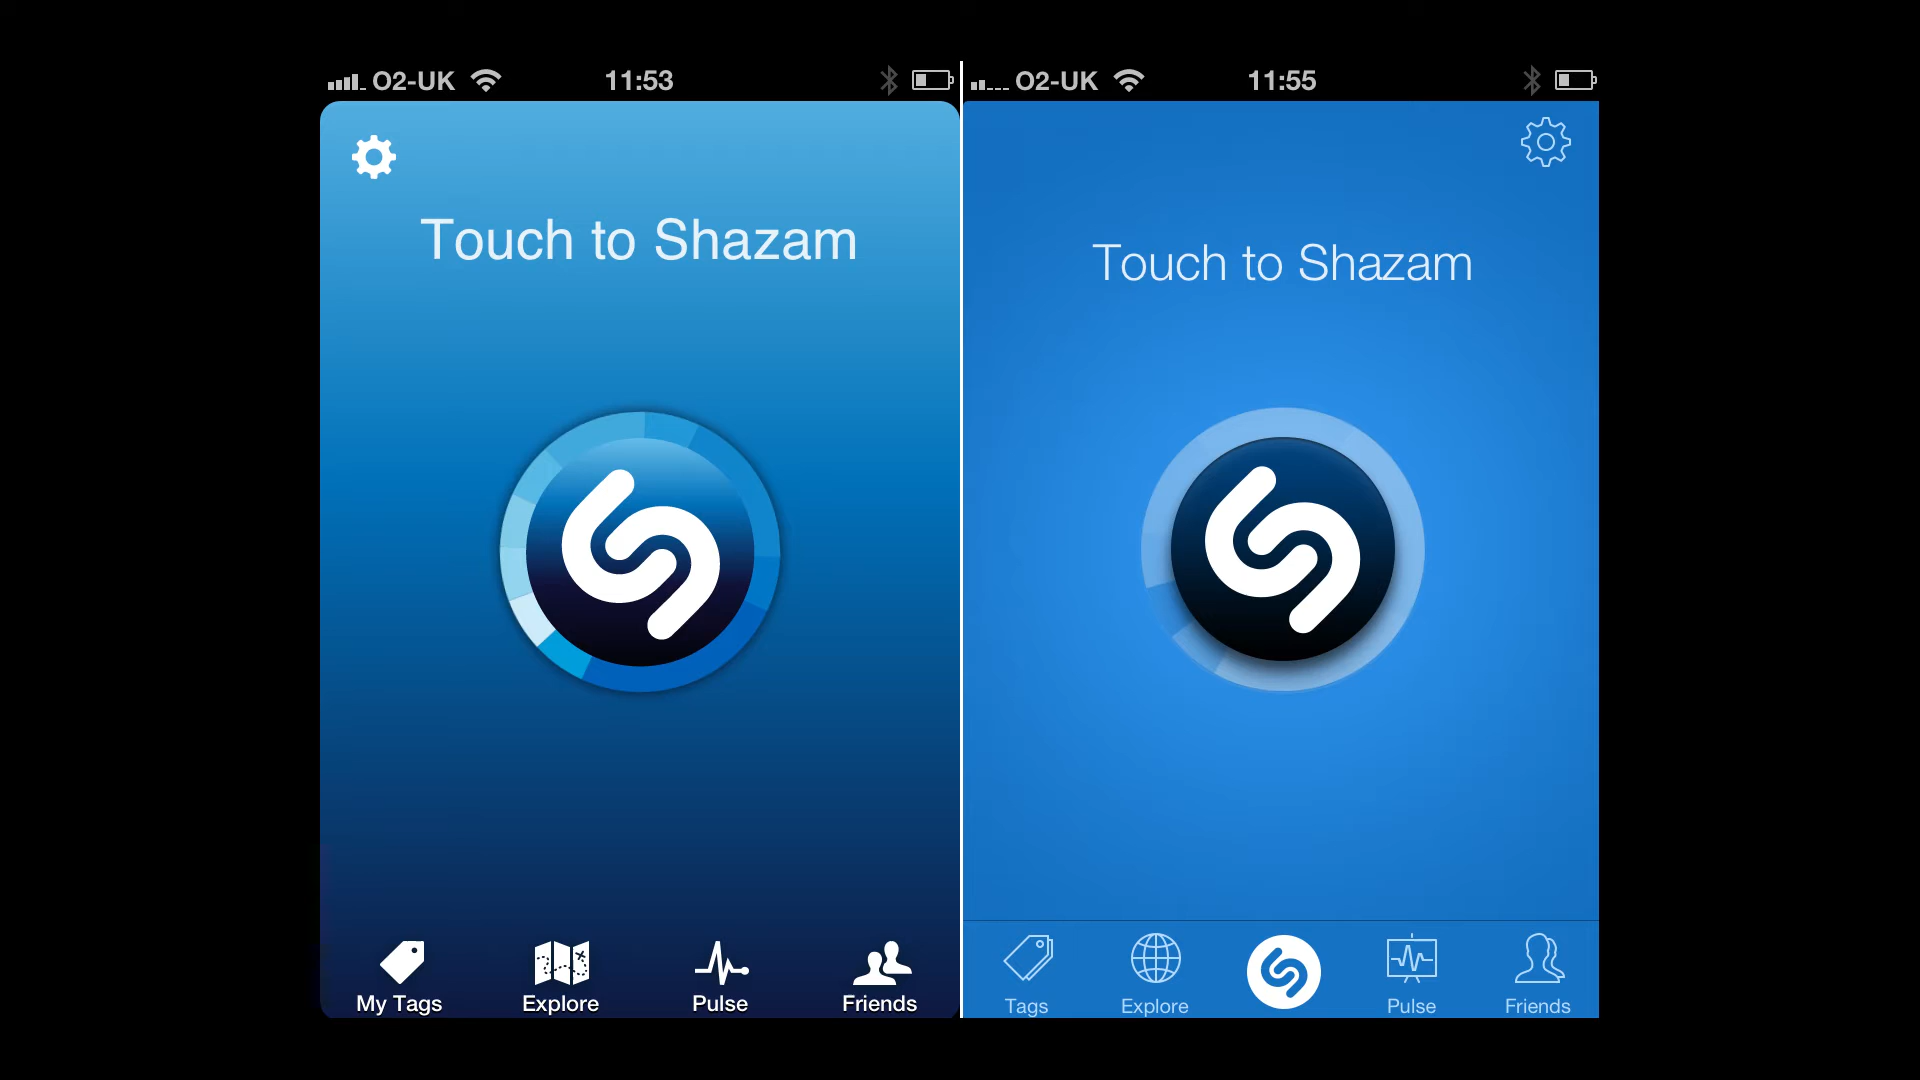 O2-UK 11:53
Touch to Shazam
My Tags Explore Pulse Friends
O2-UK 11:55
Touch to Shazam
Tags Explore Pulse Friends